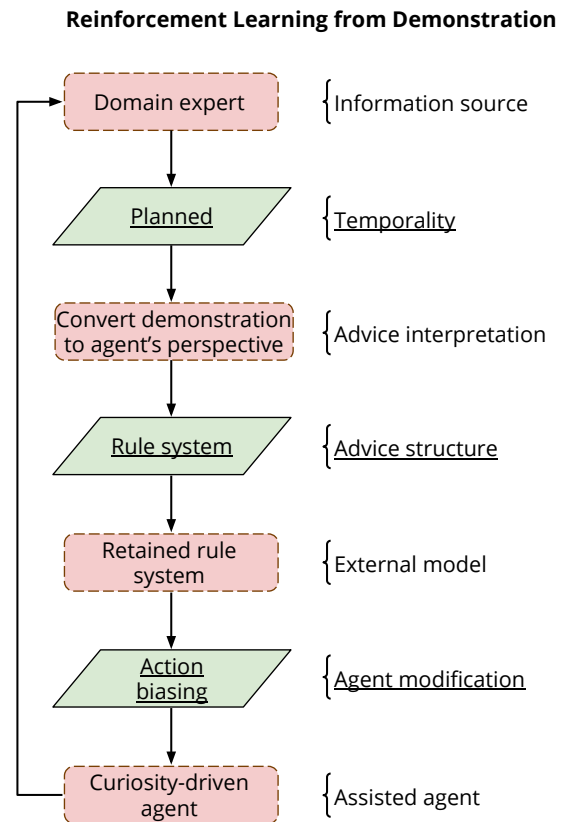 Reinforcement Learning from Demonstration
Domain expert
Information source
Planned
Temporality
Convert demonstration
to agent's perspective
Advice interpretation
Rule system
Advice structure
Retained rule
system
External model
Action
biasing
Agent modification
Curiosity-driven
agent
Assisted agent